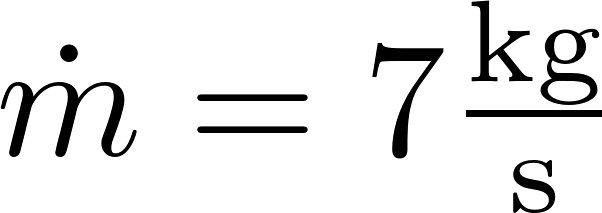 ṁ = 7 kg/s